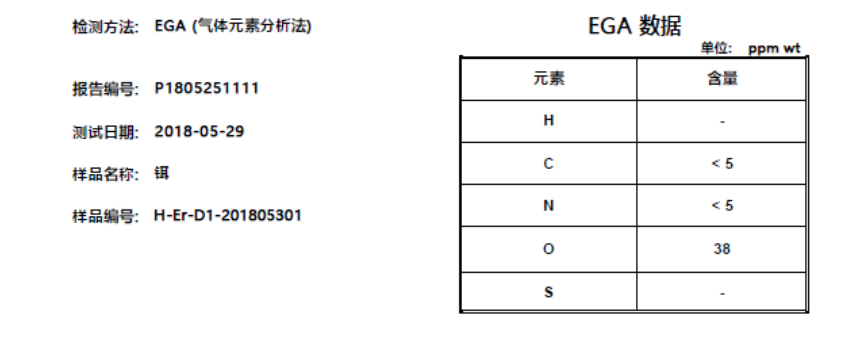 检测方法: EGA (气体元素分析法)
报告编号: P1805251111
测试日期: 2018-05-29
样品名称: 铒
样品编号: H-Er-D1-201805301
EGA 数据
单位: ppm wt
元素 含量
H -
C < 5
N < 5
O 38
S -